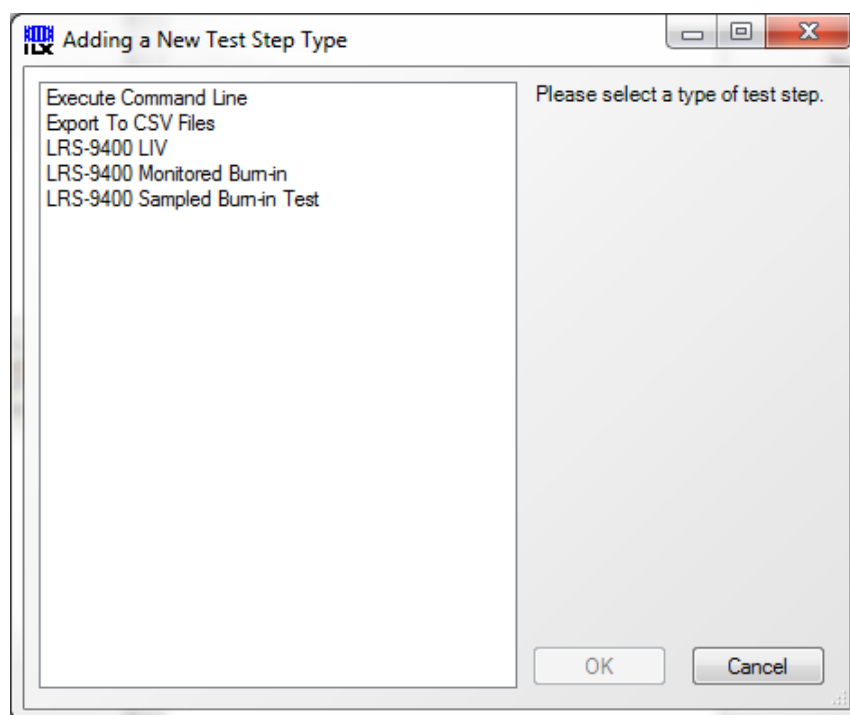 ILX Adding a New Test Step Type
Execute Command Line
Export To CSV Files
LRS-9400 LIV
LRS-9400 Monitored Burn-in
LRS-9400 Sampled Burn-in Test
Please select a type of test step.
OK
Cancel